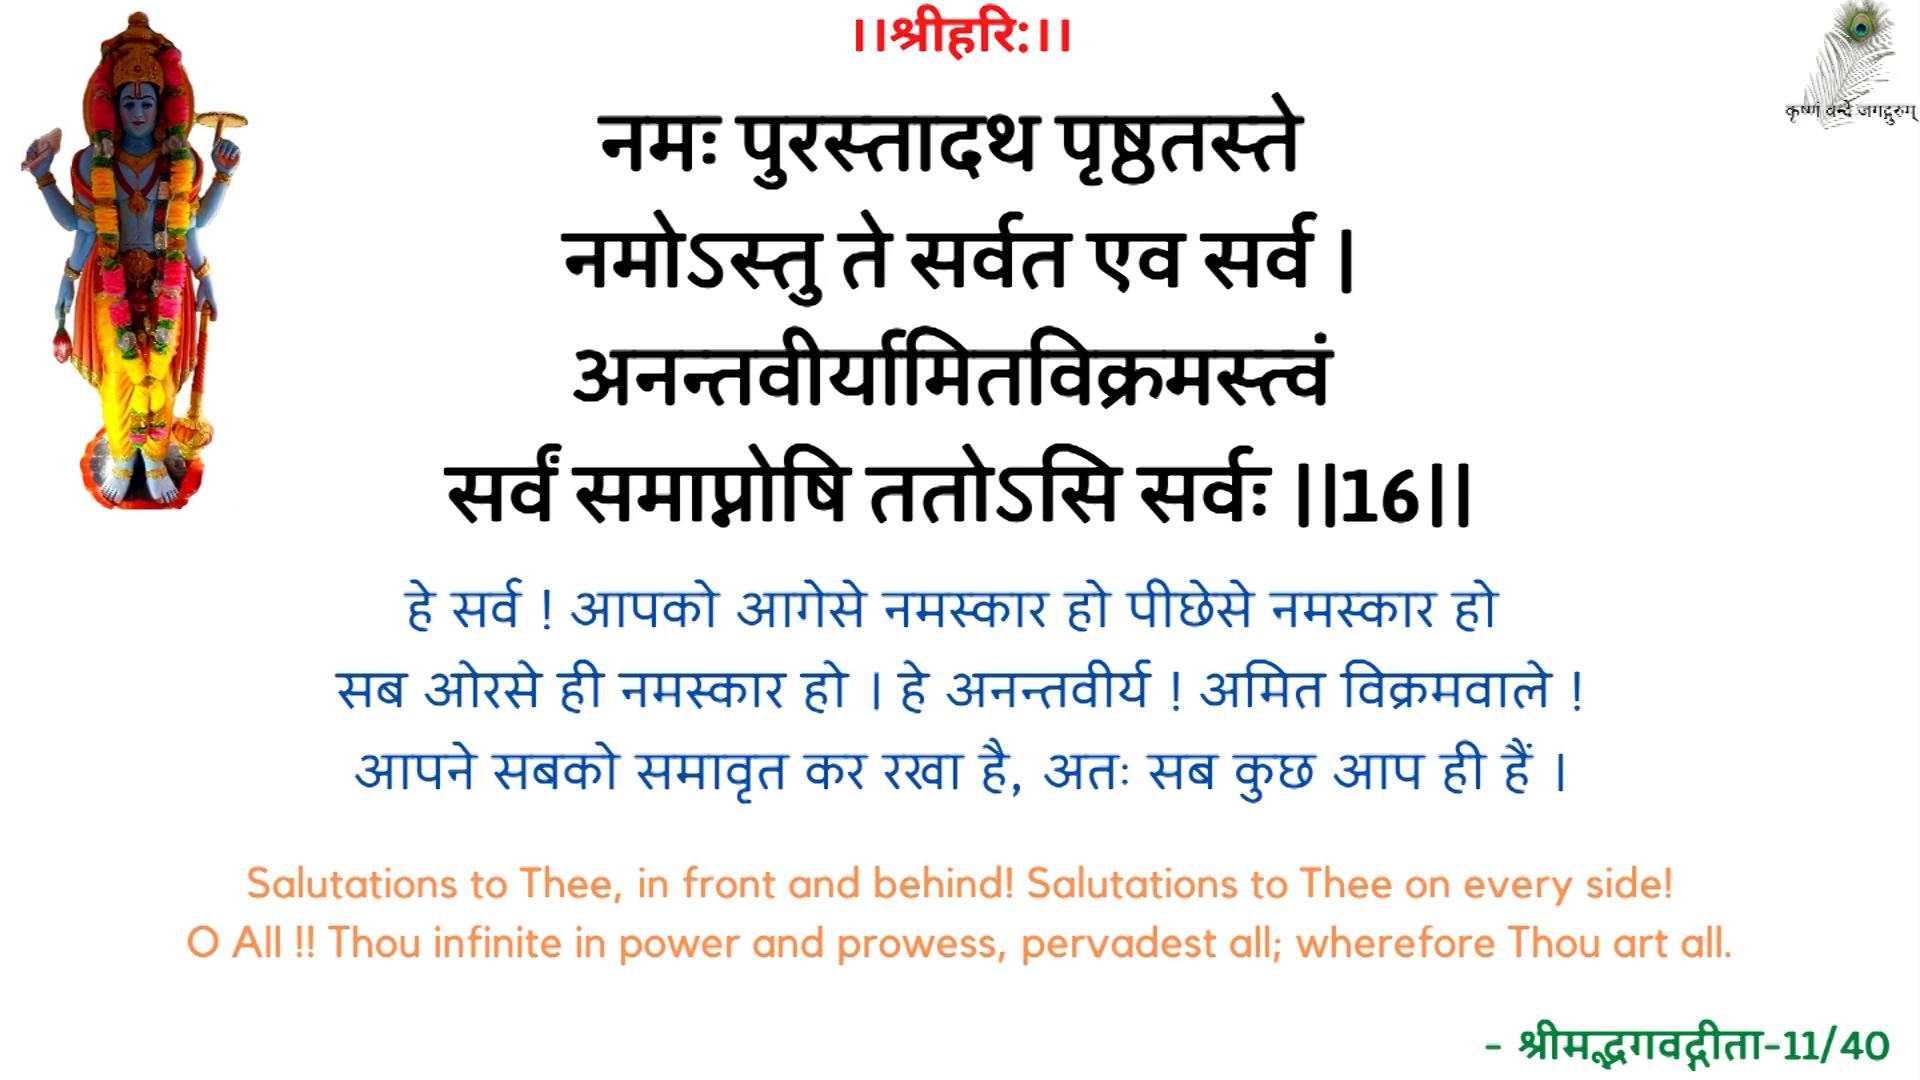 ।।श्रीहरि:।।
कृष्णं वन्दे जगद्गुरुम्
नमः पुरस्तादथ पृष्ठतस्ते
नमोऽस्तु ते सर्वत एव सर्व |
अनन्तवीर्यामितविक्रमस्त्वं
सर्वं समाप्नोषि ततोऽसि सर्वः ||16||
हे सर्व ! आपको आगेसे नमस्कार हो पीछेसे नमस्कार हो
सब ओरसे ही नमस्कार हो । हे अनन्तवीर्य ! अमित विक्रमवाले !
आपने सबको समावृत कर रखा है, अतः सब कुछ आप ही हैं ।
Salutations to Thee, in front and behind! Salutations to Thee on every side!
O All !! Thou infinite in power and prowess, pervadest all; wherefore Thou art all.
- श्रीमद्भगवद्गीता-11/40